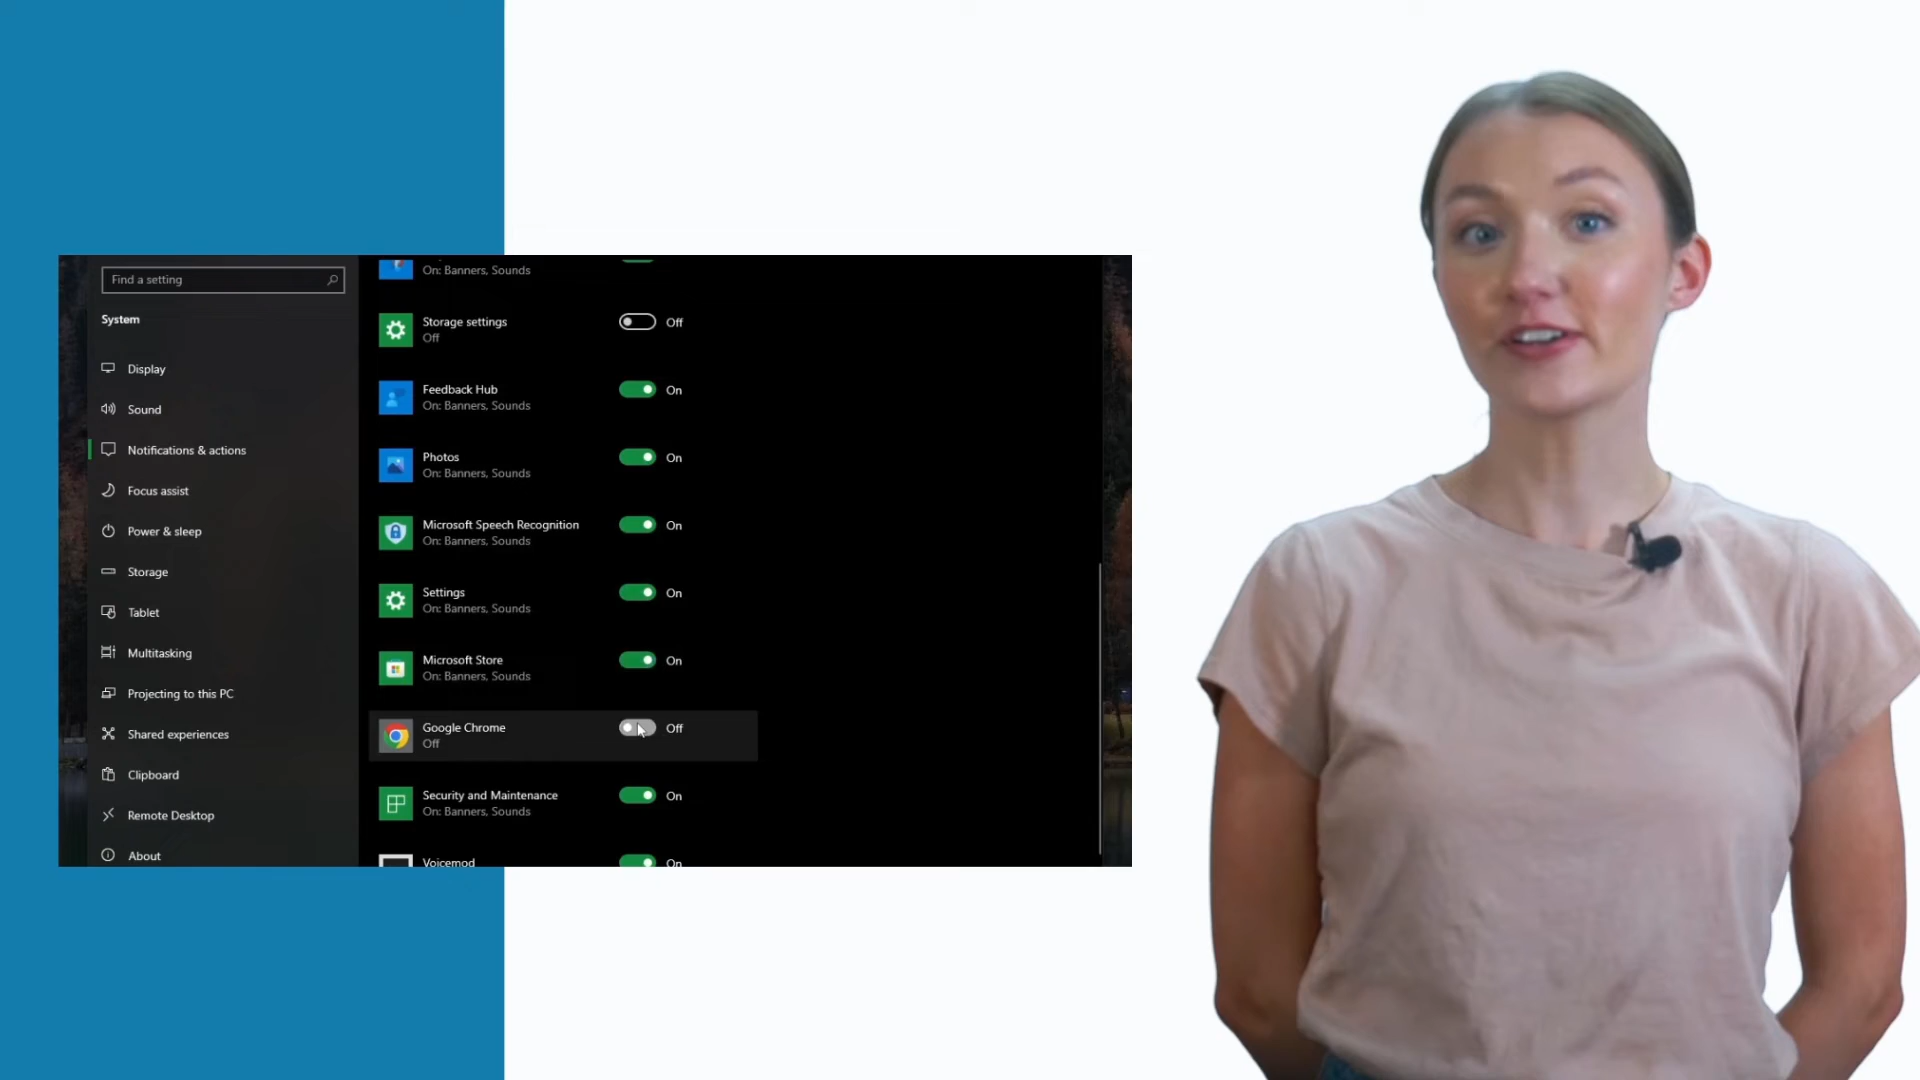 Find a setting
System
Display
Sound
Notifications & actions
Focus assist
Power & sleep
Storage
Tablet
Multitasking
Projecting to this PC
Shared experiences
Clipboard
Remote Desktop
About
On: Banners, Sounds
Storage settings
Off
Off
Feedback Hub
On
On: Banners, Sounds
Photos
On
On: Banners, Sounds
Microsoft Speech Recognition
On
On: Banners, Sounds
Settings
On
On: Banners, Sounds
Microsoft Store
On
On: Banners, Sounds
Google Chrome
Off
Off
Security and Maintenance
On
On: Banners, Sounds
Voicemod
On